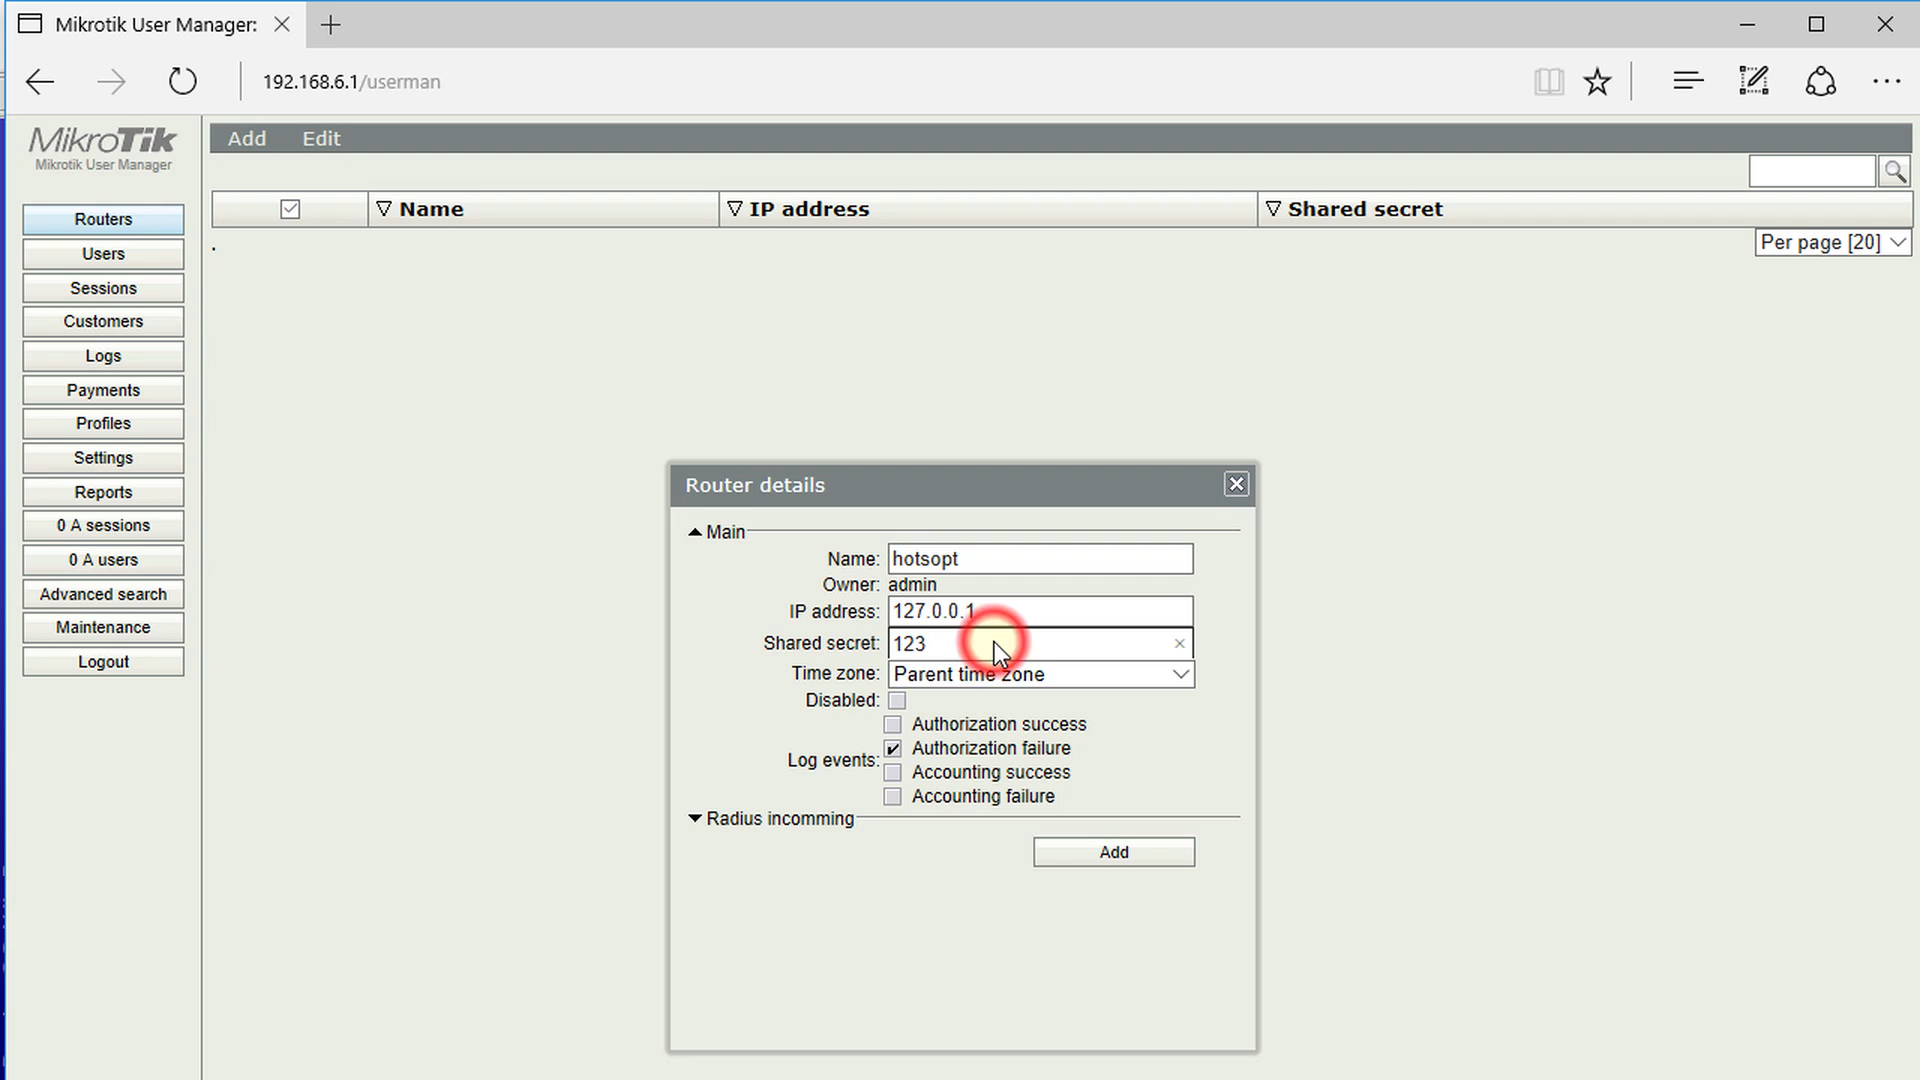 Mikrotik User Manager:
192.168.6.1/userman
MikroTik
Mikrotik User Manager
Add Edit
Name IP address Shared secret
.
Per page [20]
Routers
Users
Sessions
Customers
Logs
Payments
Profiles
Settings
Reports
0 A sessions
0 A users
Advanced search
Maintenance
Logout
Router details
Main
Name: hotsopt
Owner: admin
IP address: 127.0.0.1
Shared secret: 123
Time zone: Parent time zone
Disabled:
Log events:
Authorization success
Authorization failure
Accounting success
Accounting failure
Radius incomming
Add